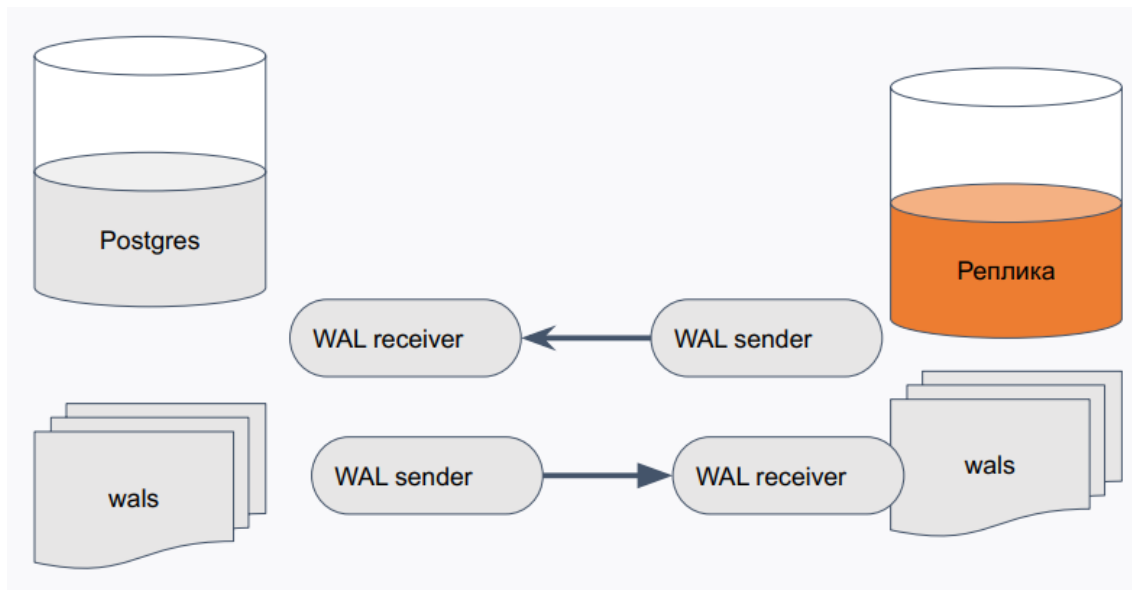 Postgres
Реплика
WAL receiver
WAL sender
WAL sender
WAL receiver
wals
wals